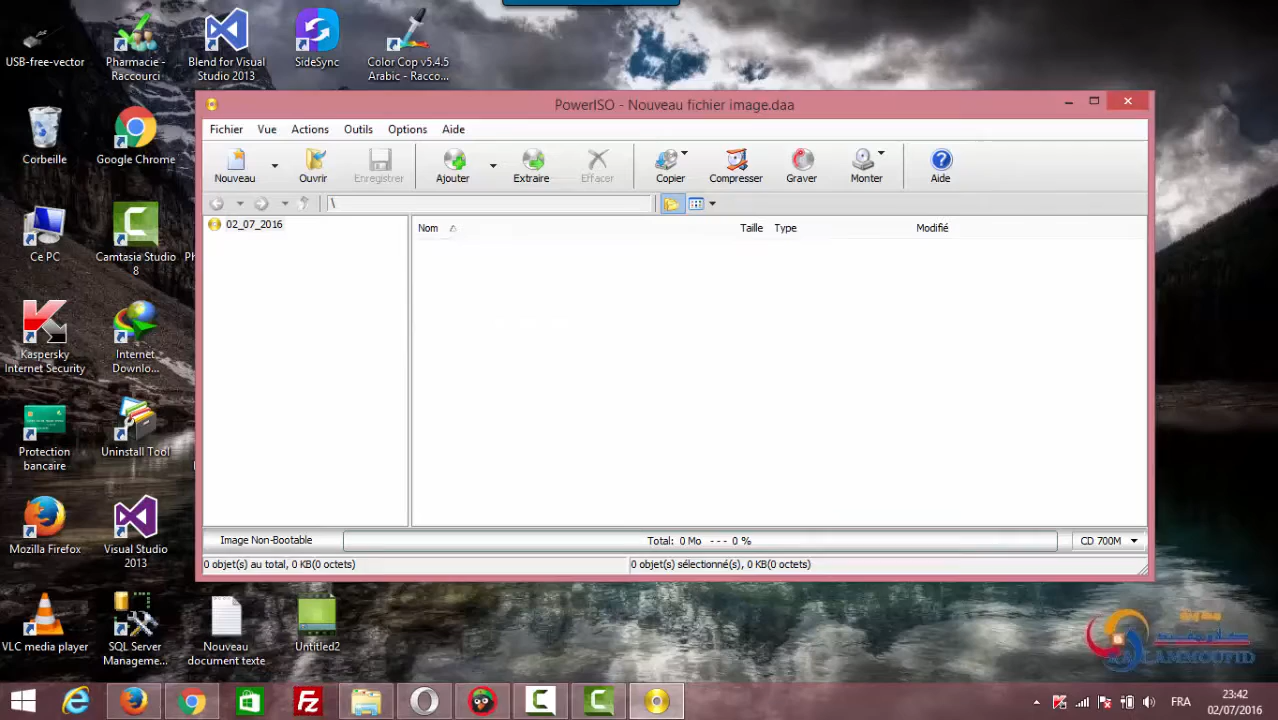 USB-free-vector
Pharmacie -
Raccourci
Blend for Visual
Studio 2013
SideSync
Color Cop v5.4.5
Arabic - Racco...
Corbeille
Google Chrome
Ce PC
Camtasia Studio
8
Kaspersky
Internet Security
Internet
Downlo...
Protection
bancaire
Uninstall Tool
Mozilla Firefox
Visual Studio
2013
VLC media player
SQL Server
Manageme...
Nouveau
document texte
Untitled2
PowerISO - Nouveau fichier image.daa
Fichier Vue Actions Outils Options Aide
Nouveau Ouvrir Enregistrer Ajouter Extraire Effacer Copier Compresser Graver Monter Aide
\
02_07_2016
Nom Taille Type Modifié
Image Non-Bootable Total: 0 Mo --- 0 % CD 700M
0 objet(s) au total, 0 KB(0 octets) 0 objet(s) sélectionné(s), 0 KB(0 octets)
FRA
23:42
02/07/2016